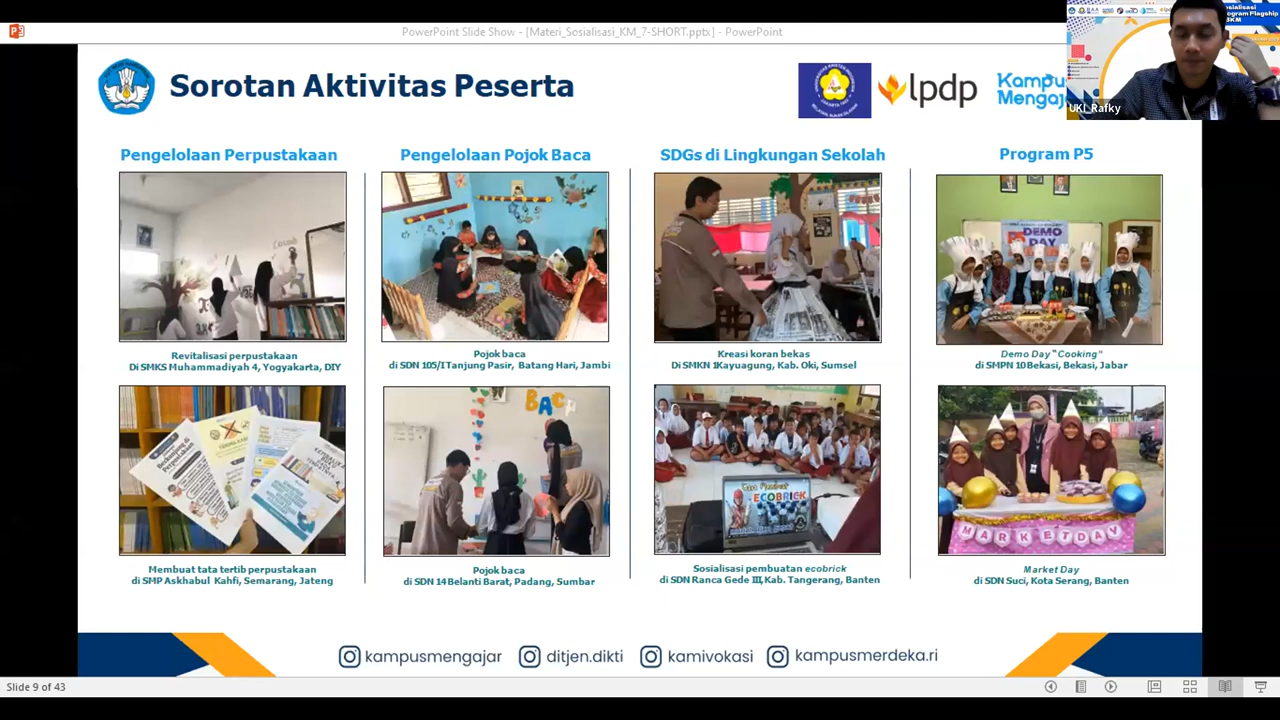 PowerPoint Slide Show - [Materi_Sosialisasi_KM_7-SHORT.pptx] - PowerPoint
Sorotan Aktivitas Peserta
lpdp
Kampu
Mengaja
UKI_Rafky
Pengelolaan Perpustakaan
Pengelolaan Pojok Baca
SDGs di Lingkungan Sekolah
Program P5
DEMO
DAY
Revitalisasi perpustakaan
Di SMKS Muhammadiyah 4, Yogyakarta, DIY
Pojok baca
di SDN 105/I Tanjung Pasir, Batang Hari, Jambi
Kreasi koran bekas
Di SMKN 1 Kayuagung, Kab. Oki, Sumsel
Demo Day "Cooking"
di SMPN 10 Bekasi, Bekasi, Jabar
BACA
Cara Membuat
ECOBRICK
MARKETDAY
Membuat tata tertib perpustakaan
di SMP Askhabul Kahfi, Semarang, Jateng
Pojok baca
di SDN 14 Belanti Barat, Padang, Sumbar
Sosialisasi pembuatan ecobrick
di SDN Ranca Gede III, Kab. Tangerang, Banten
Market Day
di SDN Suci, Kota Serang, Banten
kampusmengajar
ditjen.dikti
kamivokasi
kampusmerdeka.ri
Slide 9 of 43